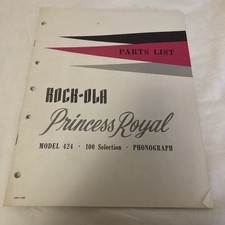 PARTS LIST
ROCK-OLA
Princess Royal
MODEL 424 · 100 Selection · PHONOGRAPH